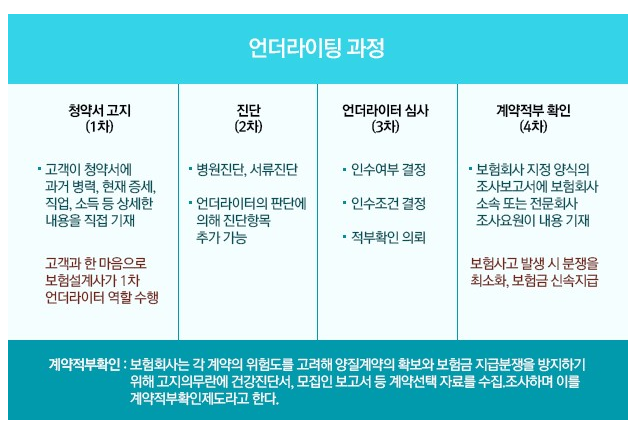 언더라이팅 과정
청약서 고지
(1차)
고객이 청약서에
과거 병력, 현재 증세,
직업, 소득 등 상세한
내용을 직접 기재
고객과 한 마음으로
보험설계사가 1차
언더라이터 역할 수행
진단
(2차)
병원진단, 서류진단
언더라이터의 판단에
의해 진단항목
추가 가능
언더라이터 심사
(3차)
인수여부 결정
인수조건 결정
적부확인 의뢰
계약적부 확인
(4차)
보험회사 지정 양식의
조사보고서에 보험회사
소속 또는 전문회사
조사요원이 내용 기재
보험사고 발생 시 분쟁을
최소화, 보험금 신속지급
계약적부확인 : 보험회사는 각 계약의 위험도를 고려해 양질계약의 확보와 보험금 지급분쟁을 방지하기
위해 고지의무란에 건강진단서, 모집인 보고서 등 계약선택 자료를 수집.조사하며 이를
계약적부확인제도라고 한다.